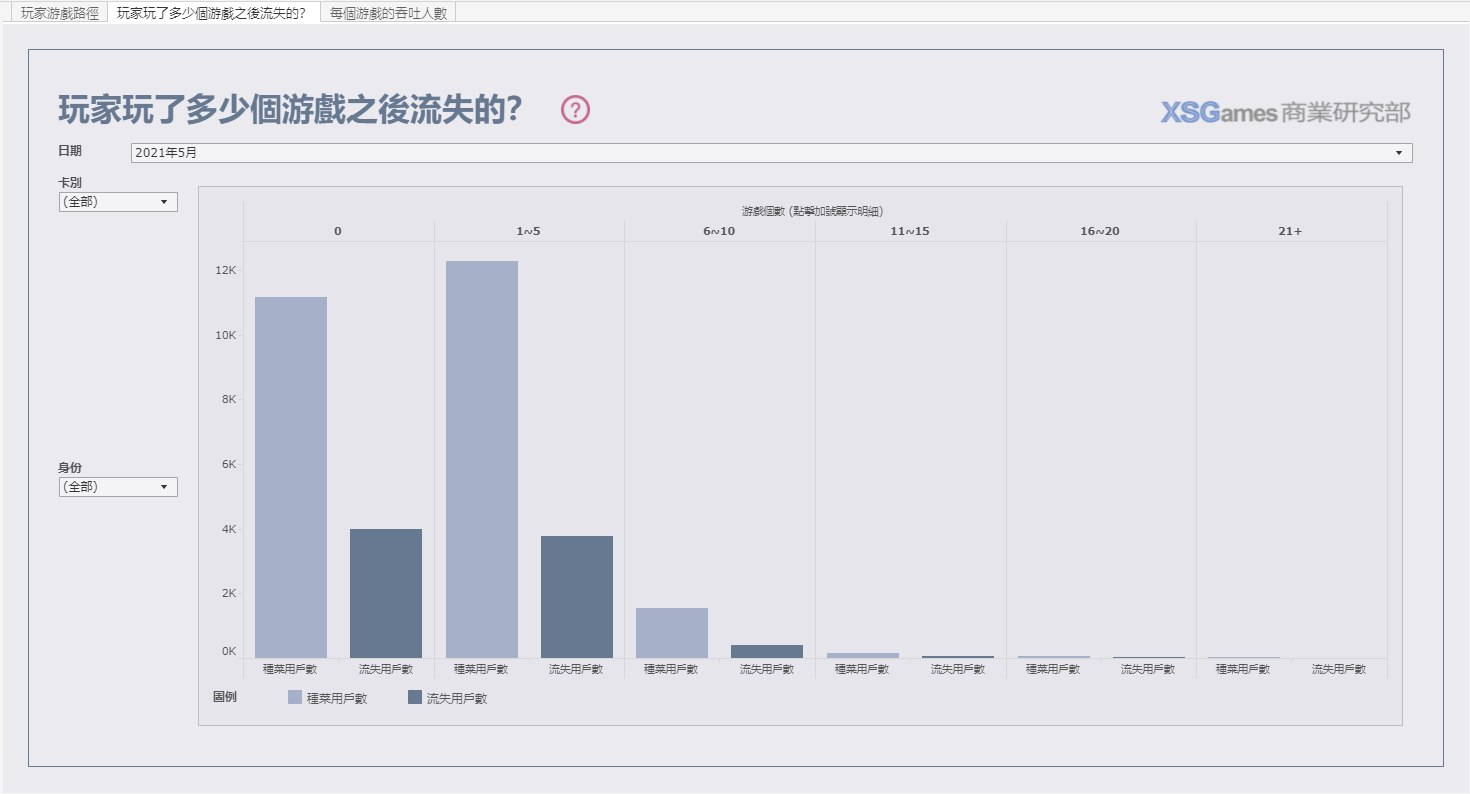 玩家游戲路徑 玩家玩了多少個游戲之後流失的? 每個游戲的吞吐人數
玩家玩了多少個游戲之後流失的? ?
XSGames商業研究部
日期 2021年5月
卡別
(全部)
游戲個數 (點擊加號顯示明細)
0 1~5 6~10 11~15 16~20 21+
12K
10K
8K
6K
4K
2K
0K
身份
(全部)
種菜用戶數 流失用戶數 種菜用戶數 流失用戶數 種菜用戶數 流失用戶數 種菜用戶數 流失用戶數 種菜用戶數 流失用戶數 種菜用戶數 流失用戶數
圖例 種菜用戶數 流失用戶數